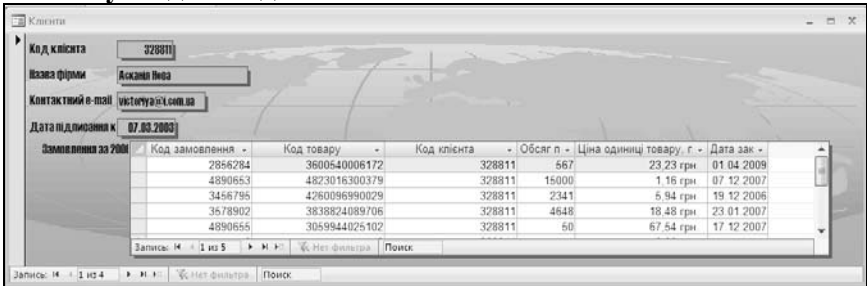 Клієнти
Код клієнта 328811
Назва фірми Асканія Нова
Контактний e-mail victoriya@i.com.ua
Дата підписання к 07.03.2003
Замовлення за 200
Код замовлення Код товару Код клієнта Обсяг п Ціна одиниці товару, г Дата зак
2856284 3600540006172 328811 567 23,23 грн. 01.04.2009
4890653 4823016300379 328811 15000 1,16 грн. 07.12.2007
3456795 4260096990029 328811 2341 5,94 грн. 19.12.2006
3578902 3838824089706 328811 4648 18,48 грн. 23.01.2007
4890655 3059944025102 328811 50 67,54 грн. 17.12.2007
Запись: 1 из 5 Нет фильтра Поиск
Запись: 1 из 4 Нет фильтра Поиск